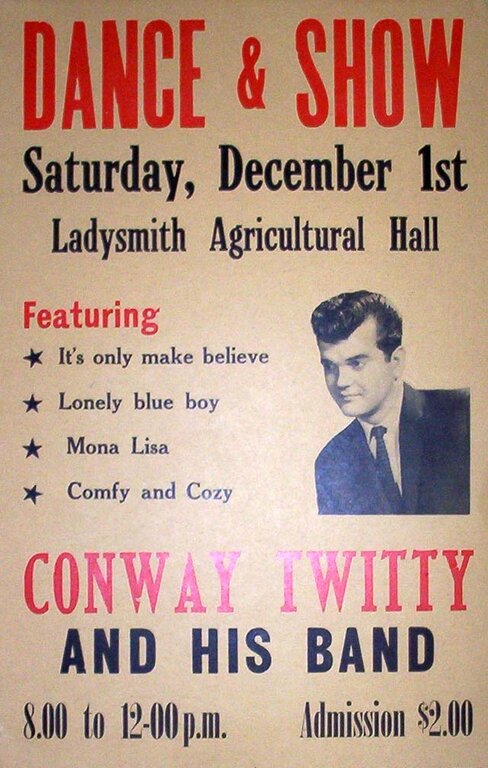 DANCE & SHOW
Saturday, December 1st
Ladysmith Agricultural Hall
Featuring
It's only make believe
Lonely blue boy
Mona Lisa
Comfy and Cozy
CONWAY TWITTY
AND HIS BAND
8.00 to 12-00 p.m. Admission $2.00